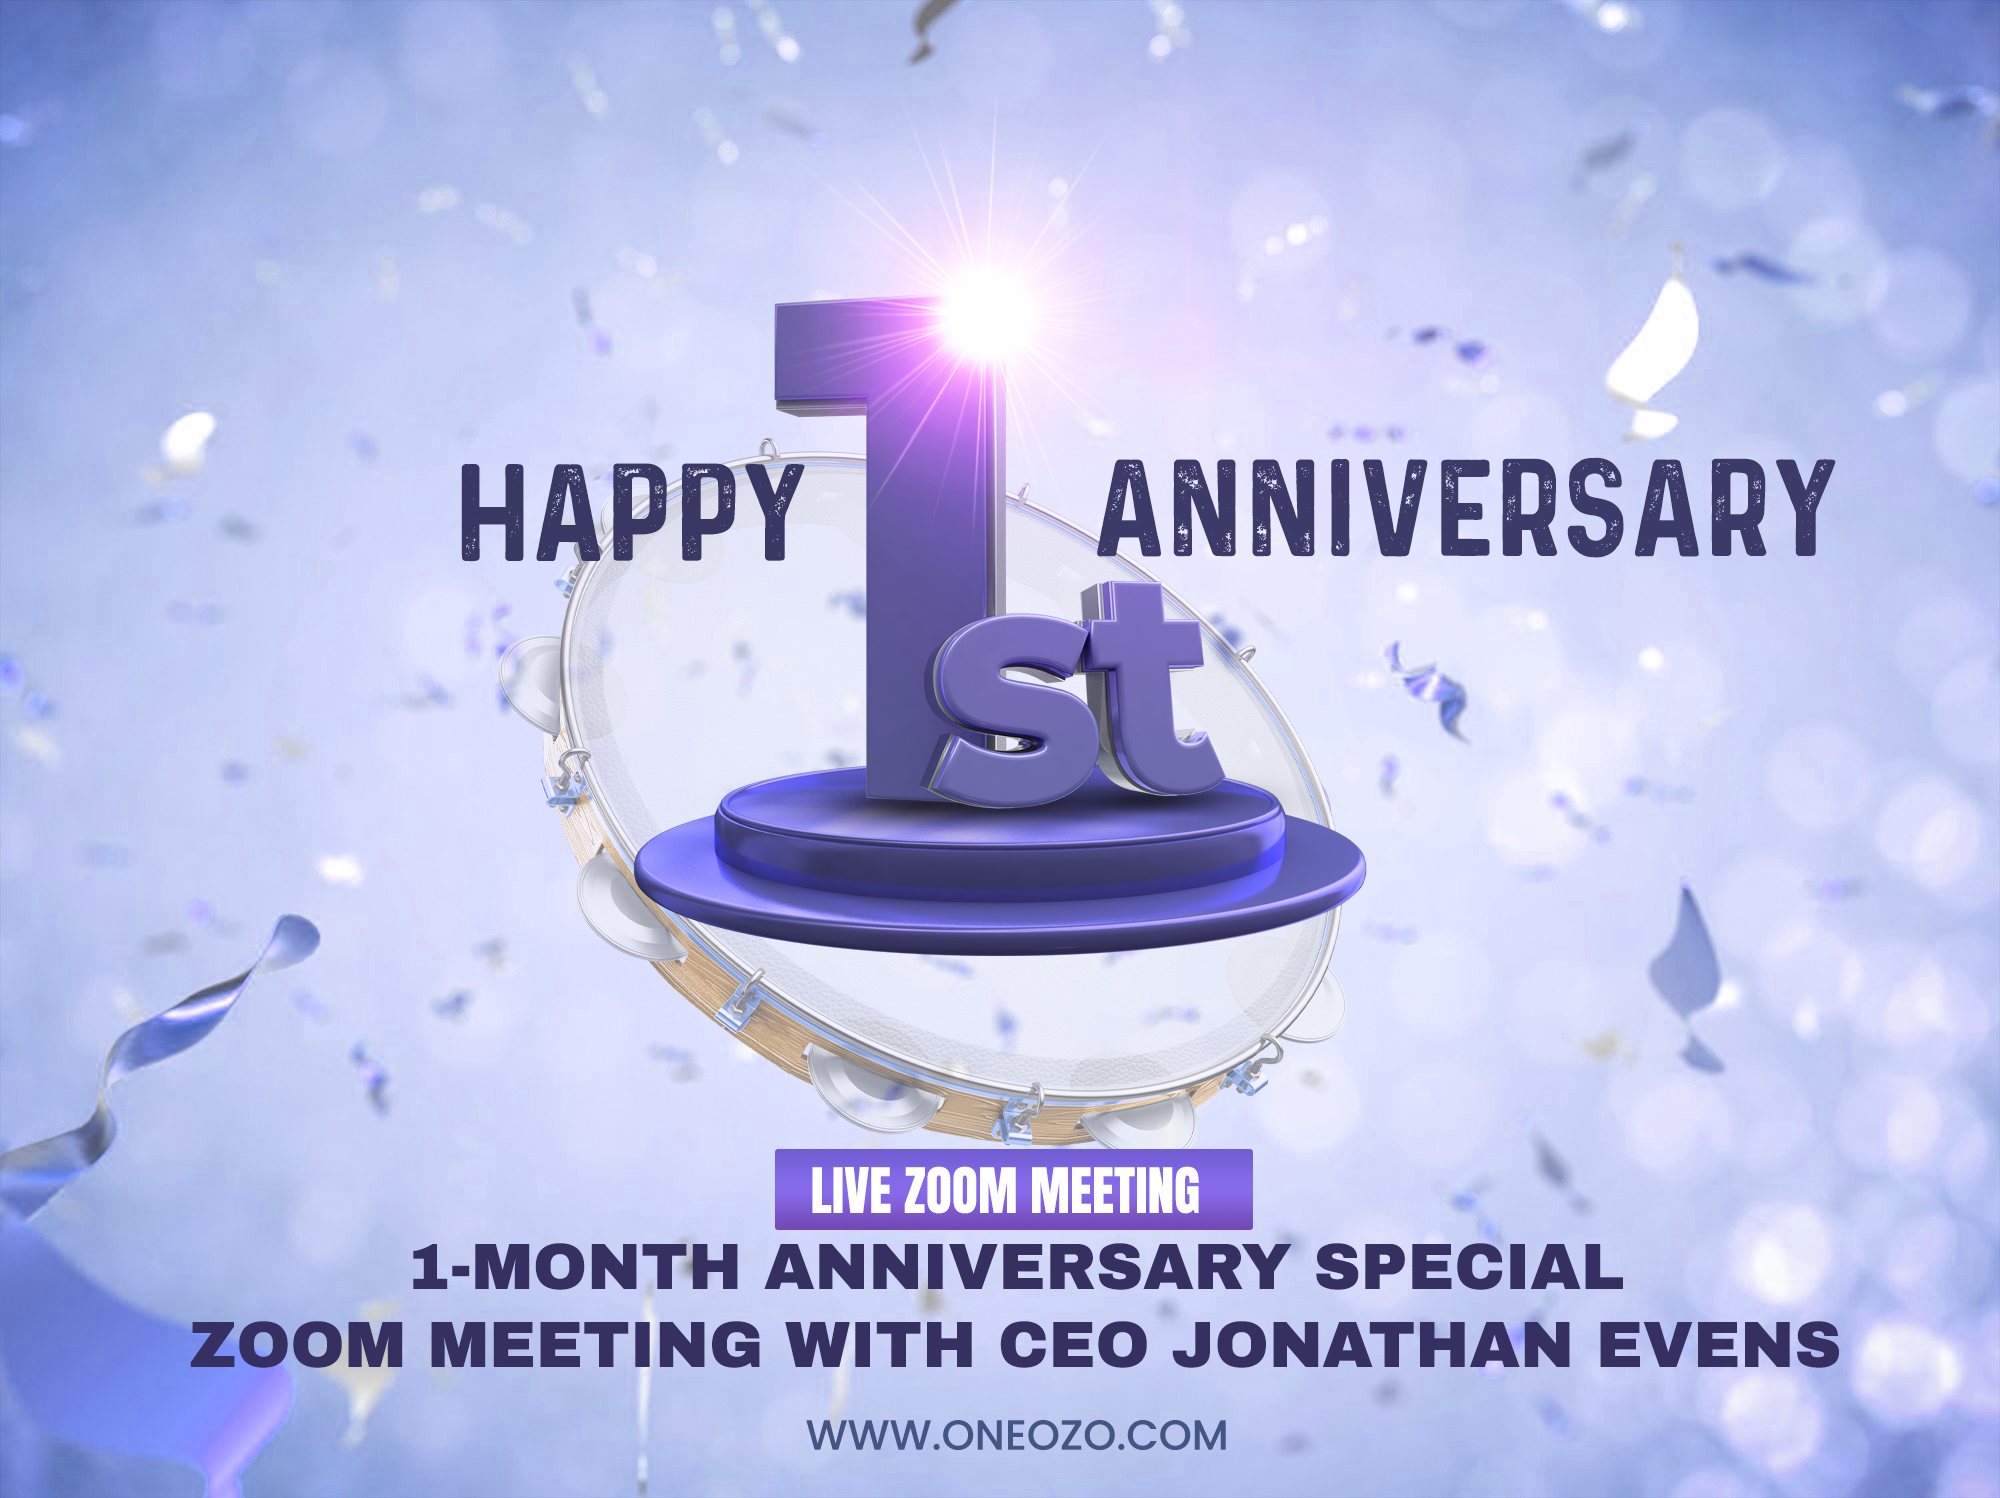 HAPPY 1st ANNIVERSARY
LIVE ZOOM MEETING
1-MONTH ANNIVERSARY SPECIAL
ZOOM MEETING WITH CEO JONATHAN EVENS
WWW.ONEOZO.COM